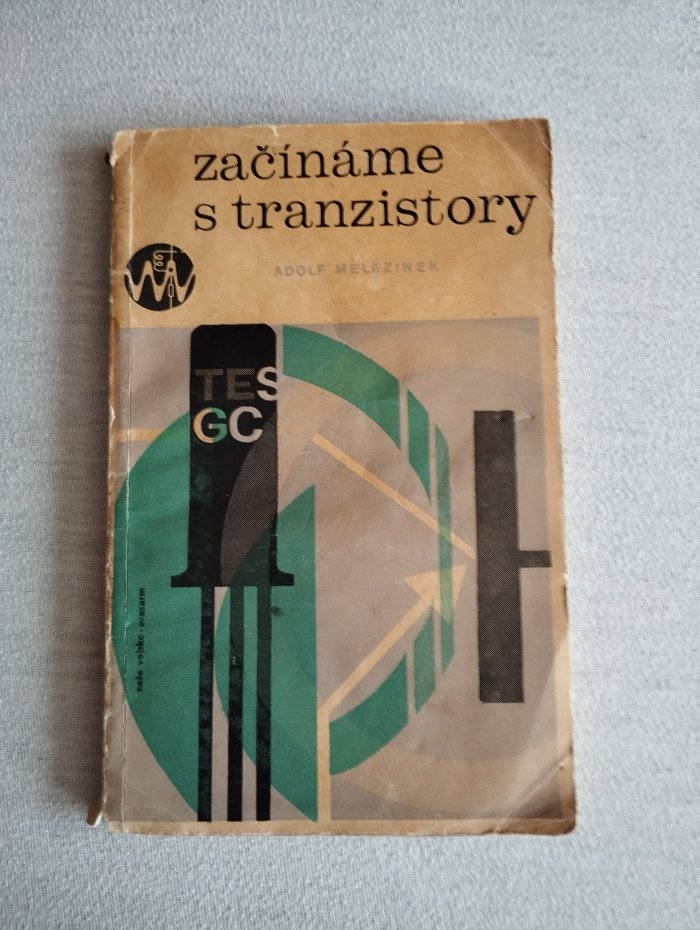 začínáme
s tranzistory
ADOLF MELEZINEK
TES
GC
naše vojsko - svazarm